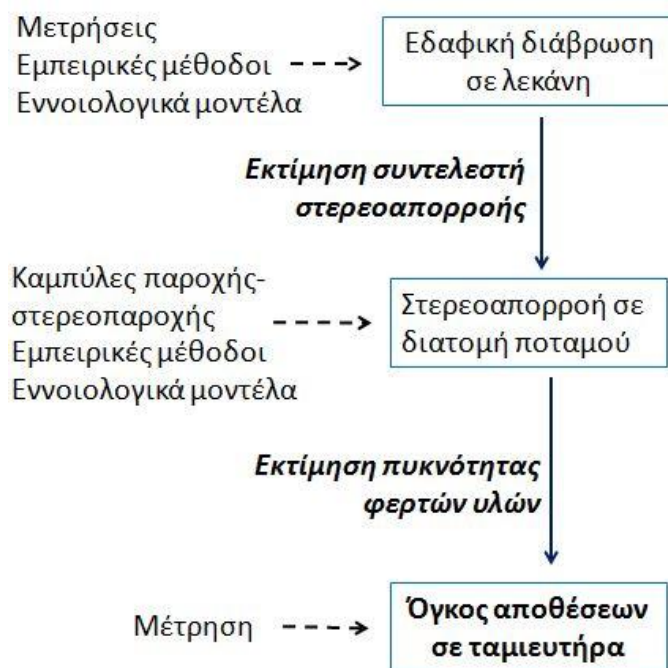 Μετρήσεις
Εμπειρικές μέθοδοι
Εννοιολογικά μοντέλα
Εδαφική διάβρωση
σε λεκάνη
Εκτίμηση συντελεστή
στερεοαπορροής
Καμπύλες παροχής-
στερεοπαροχής
Εμπειρικές μέθοδοι
Εννοιολογικά μοντέλα
Στερεοαπορροή σε
διατομή ποταμού
Εκτίμηση πυκνότητας
φερτών υλών
Μέτρηση
Όγκος αποθέσεων
σε ταμιευτήρα